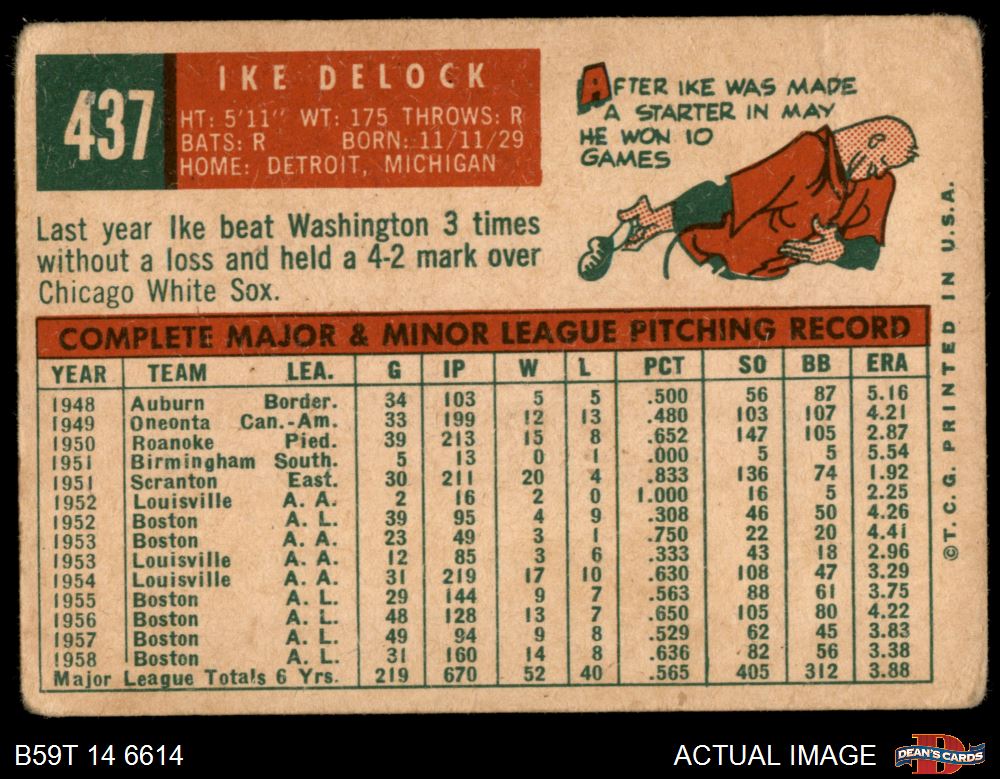 437
IKE DELOCK
HT: 5'11" WT: 175 THROWS: R
BATS: R BORN: 11/11/29
HOME: DETROIT, MICHIGAN
AFTER IKE WAS MADE
A STARTER IN MAY
HE WON 10
GAMES
Last year Ike beat Washington 3 times
without a loss and held a 4-2 mark over
Chicago White Sox.
COMPLETE MAJOR & MINOR LEAGUE PITCHING RECORD
YEAR TEAM LEA. G IP W L PCT SO BB ERA
1948 Auburn Border. 34 103 5 5 .500 56 87 5.16
1949 Oneonta Can.-Am. 33 199 12 13 .480 103 107 4.21
1950 Roanoke Pied. 39 213 15 8 .652 147 105 2.87
1951 Birmingham South. 5 13 0 1 .000 5 5 5.54
1951 Scranton East. 30 211 20 4 .833 136 74 1.92
1952 Louisville A. A. 2 16 2 0 1.000 16 5 2.25
1952 Boston A. L. 39 95 4 9 .308 46 50 4.26
1953 Boston A. L. 23 49 3 1 .750 22 20 4.41
1953 Louisville A. A. 12 85 3 6 .333 43 18 2.96
1954 Louisville A. A. 31 219 17 10 .630 108 47 3.29
1955 Boston A. L. 29 144 9 7 .563 88 61 3.75
1956 Boston A. L. 48 128 13 7 .650 105 80 4.22
1957 Boston A. L. 49 94 9 8 .529 62 45 3.83
1958 Boston A. L. 31 160 14 8 .636 82 56 3.38
Major League Totals 6 Yrs. 219 670 52 40 .565 405 312 3.88
©T. C. G. PRINTED IN U.S.A.
B59T 14 6614
ACTUAL IMAGE
DEAN'S CARDS